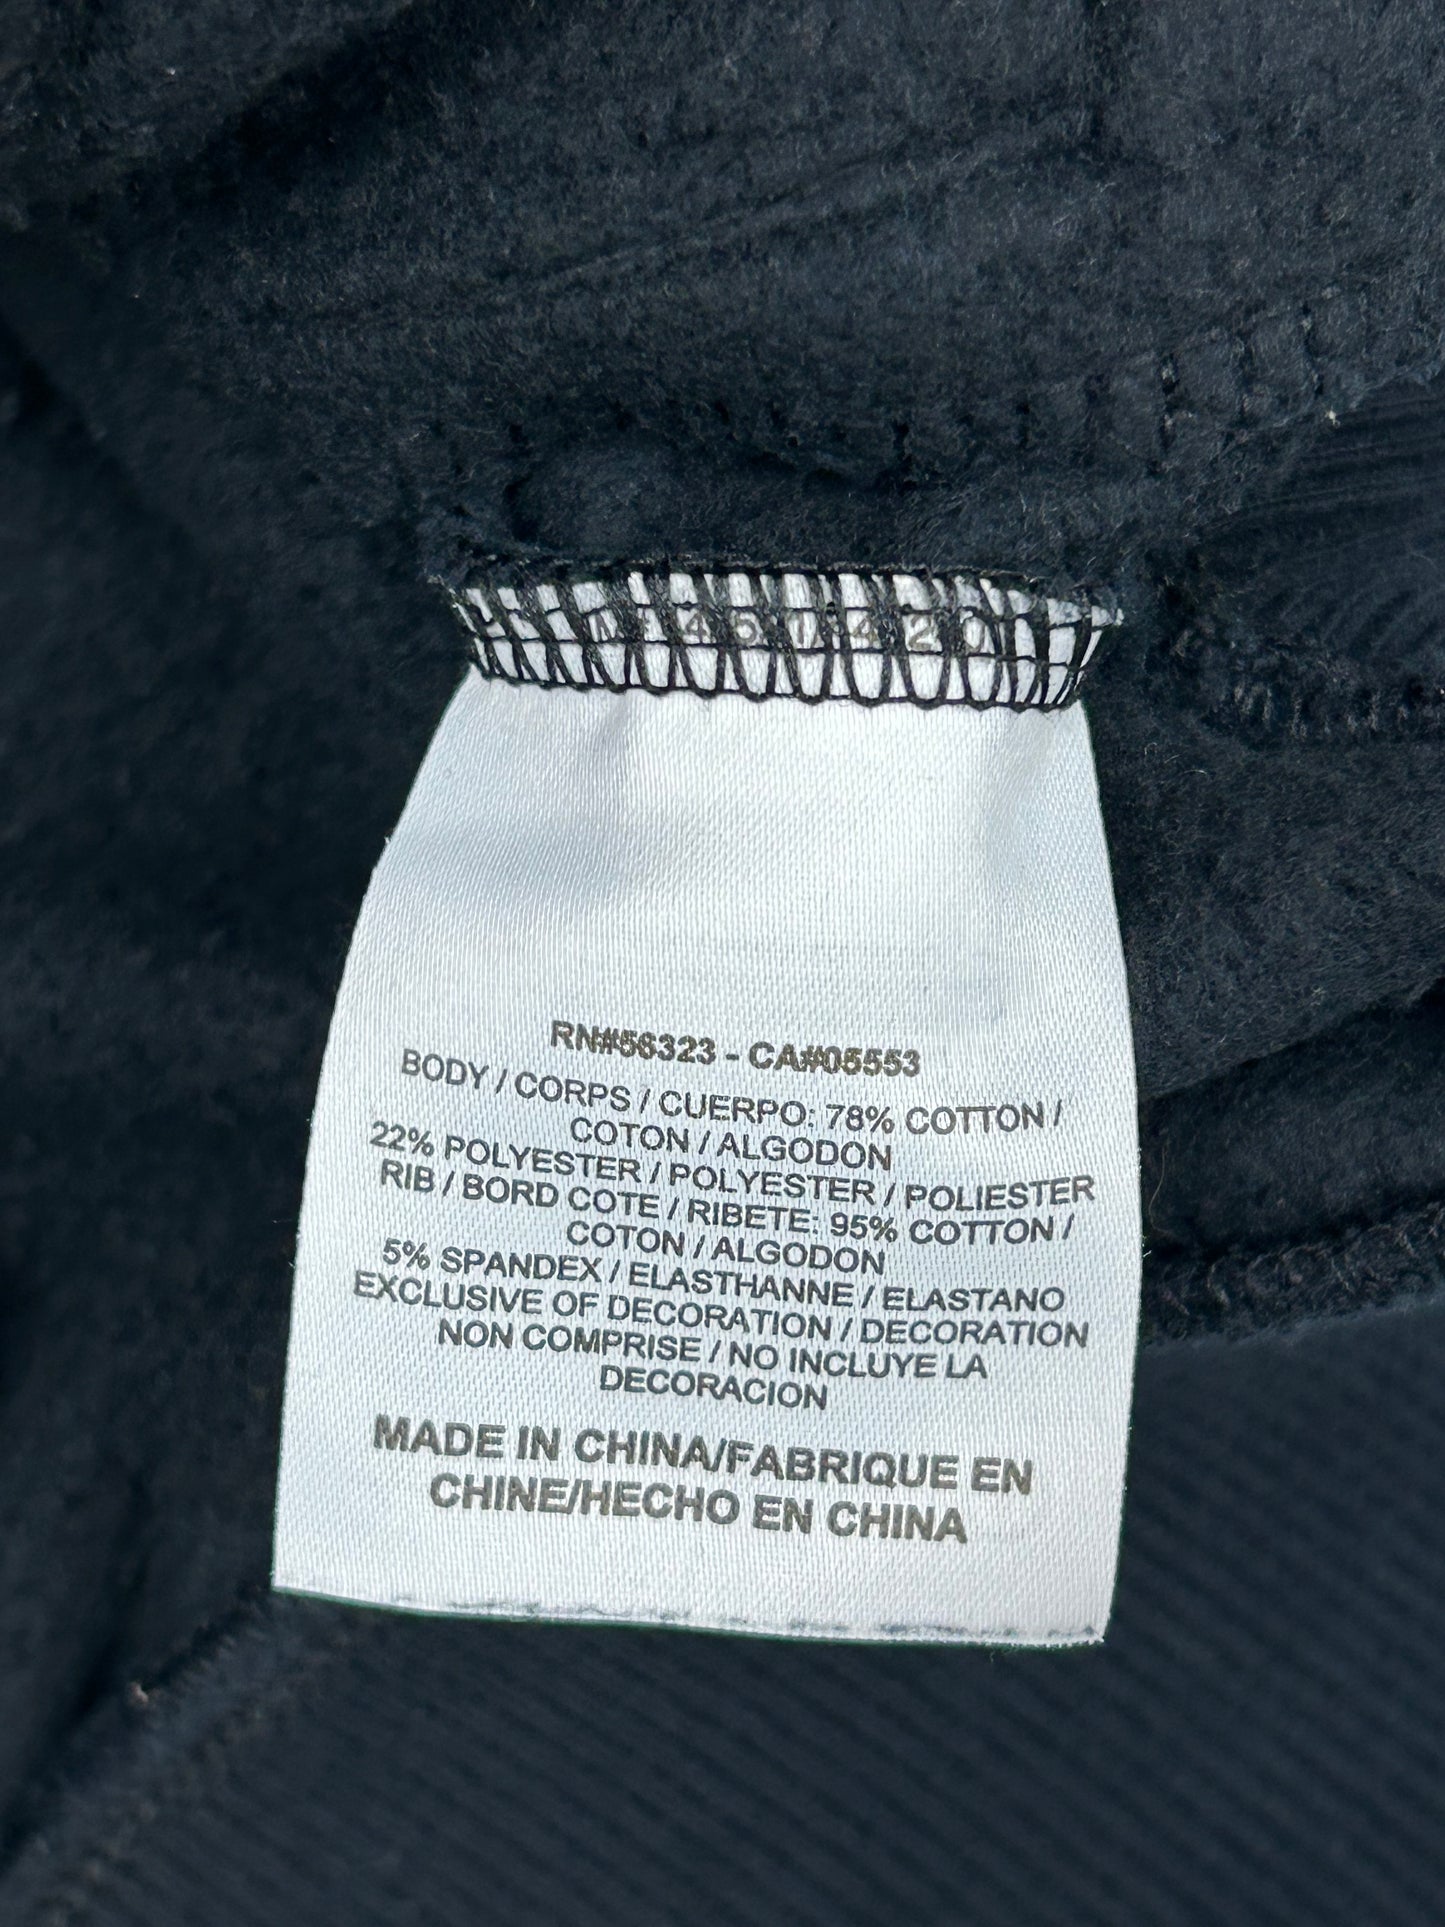 RN#56323 - CA#05553
BODY / CORPS / CUERPO: 78% COTTON /
COTON / ALGODON
22% POLYESTER / POLYESTER / POLIESTER
RIB / BORD COTE / RIBETE: 95% COTTON /
COTON / ALGODON
5% SPANDEX / ELASTHANNE / ELASTANO
EXCLUSIVE OF DECORATION / DECORATION
NON COMPRISE / NO INCLUYE LA
DECORACION
MADE IN CHINA/FABRIQUE EN
CHINE/HECHO EN CHINA